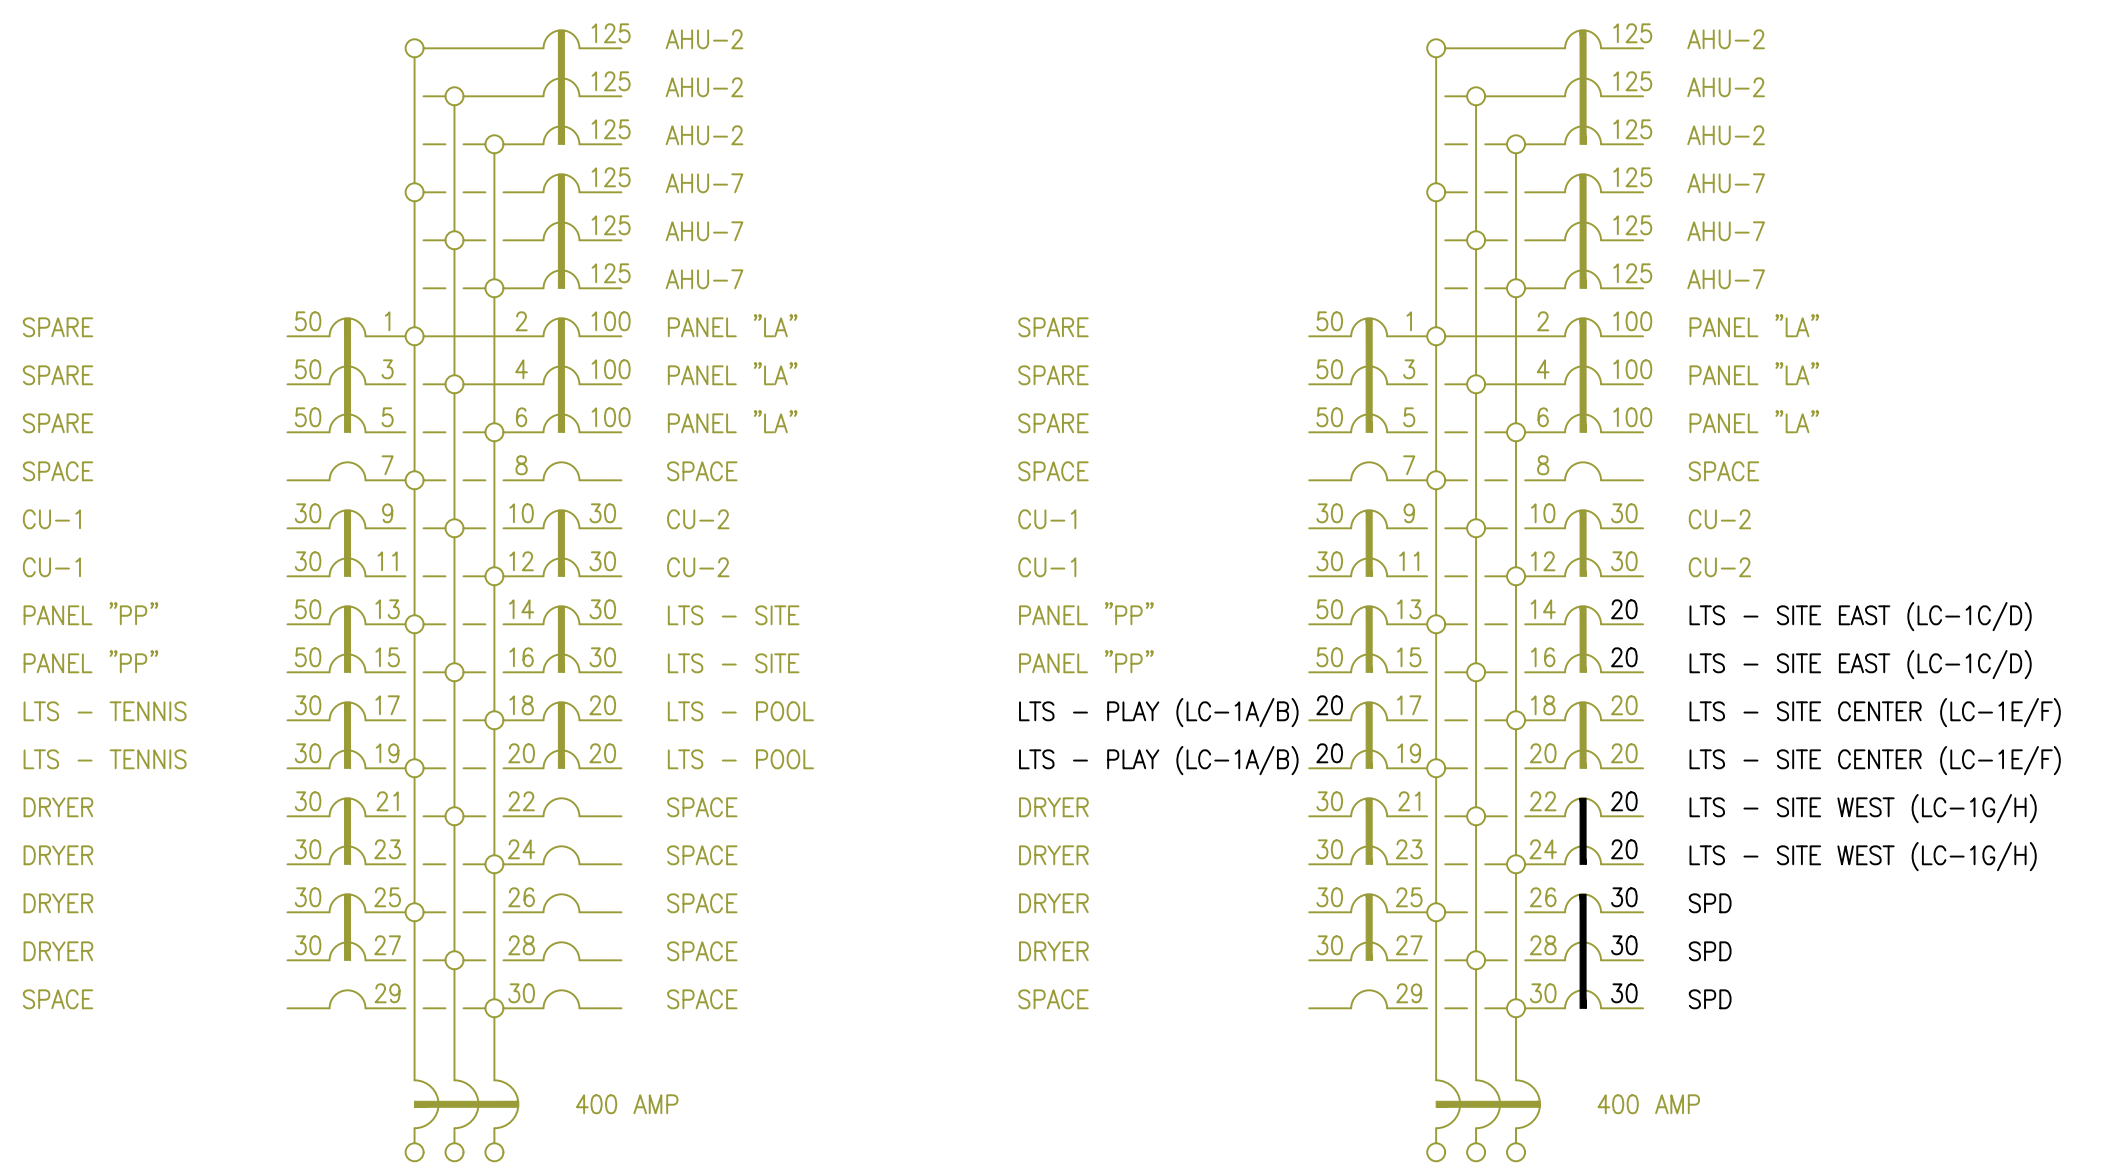 125 AHU-2 125 AHU-2
125 AHU-2 125 AHU-2
125 AHU-2 125 AHU-2
125 AHU-7 125 AHU-7
125 AHU-7 125 AHU-7
125 AHU-7 125 AHU-7
SPARE 50 1 2 100 PANEL "LA" SPARE 50 1 2 100 PANEL "LA"
SPARE 50 3 4 100 PANEL "LA" SPARE 50 3 4 100 PANEL "LA"
SPARE 50 5 6 100 PANEL "LA" SPARE 50 5 6 100 PANEL "LA"
SPACE 7 8 SPACE SPACE 7 8 SPACE
CU-1 30 9 10 30 CU-2 CU-1 30 9 10 30 CU-2
CU-1 30 11 12 30 CU-2 CU-1 30 11 12 30 CU-2
PANEL "PP" 50 13 14 30 LTS - SITE PANEL "PP" 50 13 14 20 LTS - SITE EAST (LC-1C/D)
PANEL "PP" 50 15 16 30 LTS - SITE PANEL "PP" 50 15 16 20 LTS - SITE EAST (LC-1C/D)
LTS - TENNIS 30 17 18 20 LTS - POOL LTS - PLAY (LC-1A/B) 20 17 18 20 LTS - SITE CENTER (LC-1E/F)
LTS - TENNIS 30 19 20 20 LTS - POOL LTS - PLAY (LC-1A/B) 20 19 20 20 LTS - SITE CENTER (LC-1E/F)
DRYER 30 21 22 SPACE DRYER 30 21 22 20 LTS - SITE WEST (LC-1G/H)
DRYER 30 23 24 SPACE DRYER 30 23 24 20 LTS - SITE WEST (LC-1G/H)
DRYER 30 25 26 SPACE DRYER 30 25 26 30 SPD
DRYER 30 27 28 SPACE DRYER 30 27 28 30 SPD
SPACE 29 30 SPACE SPACE 29 30 30 SPD
400 AMP 400 AMP